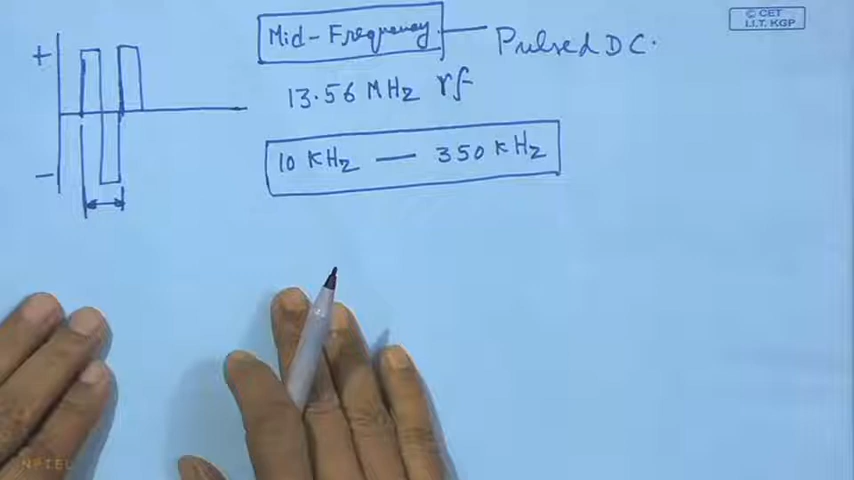 © CET
I.I.T. KGP
Mid-Frequency — Pulsed DC.
+
13.56 MHz rf
10 KHz — 350 KHz
−
NPTEL